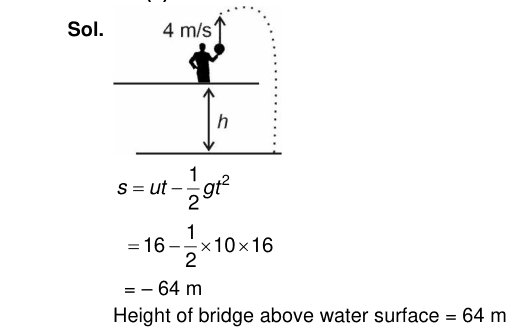 Sol.
4 m/s
h
s = ut − 1/2 gt²
= 16 − 1/2 × 10 × 16
= − 64 m
Height of bridge above water surface = 64 m